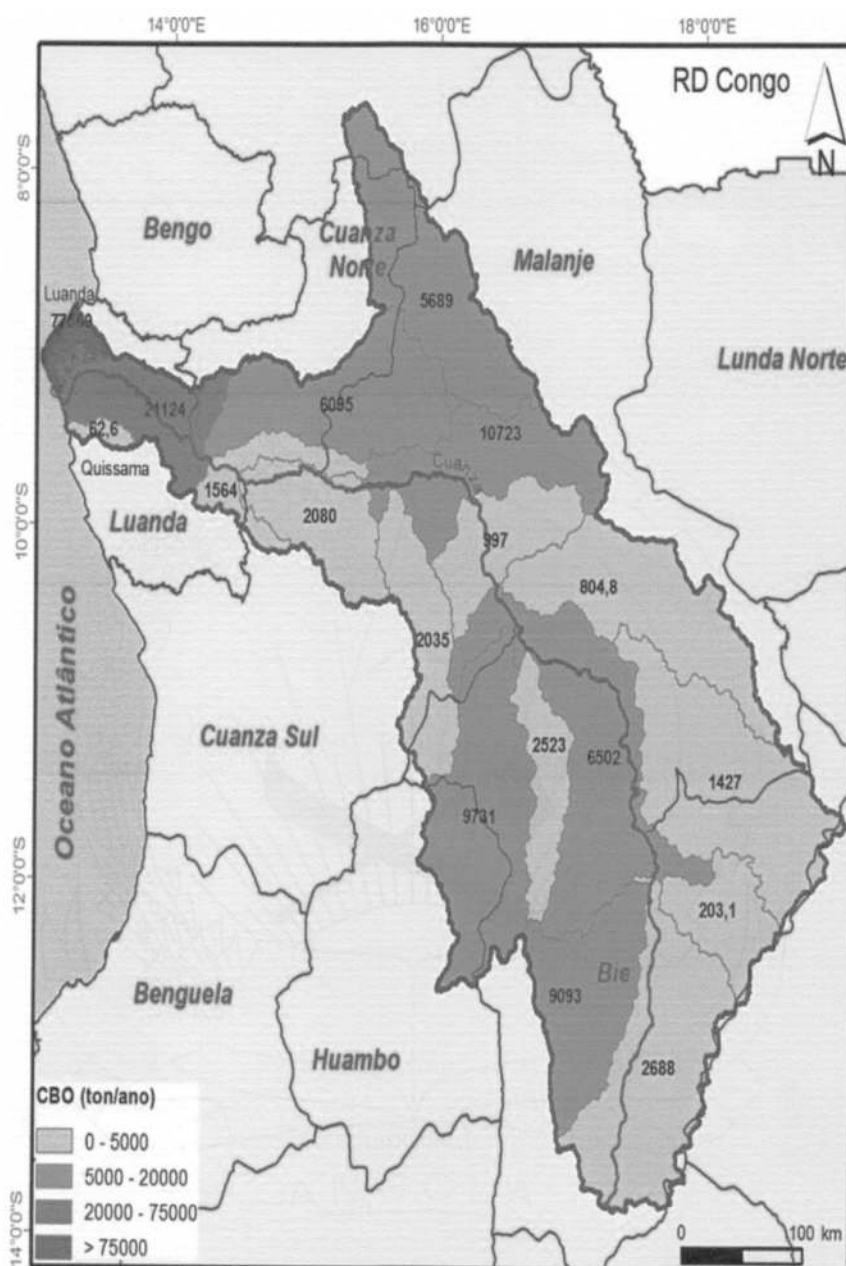 14°0'0"E 16°0'0"E 18°0'0"E
RD Congo
N
8°0'0"S
Bengo
Cuanza
Norte
Malanje
5689
Luanda
Lunda Norte
21124
6095
62,6
10723
Quissama
1564
Luanda
2080
10°0'0"S
997
804,8
2035
Oceano Atlântico
Cuanza Sul
2523
6502
1427
9731
12°0'0"S
203,1
Bie
Benguela
9093
Huambo
2688
CBO (ton/ano)
0 - 5000
5000 - 20000
20000 - 75000
> 75000
14°0'0"S
0 100 km